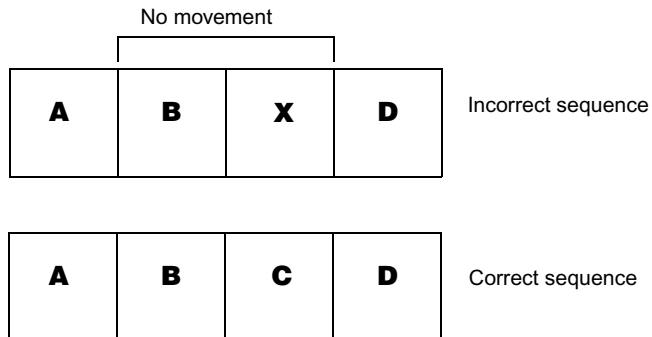 No movement
A B X D Incorrect sequence
A B C D Correct sequence